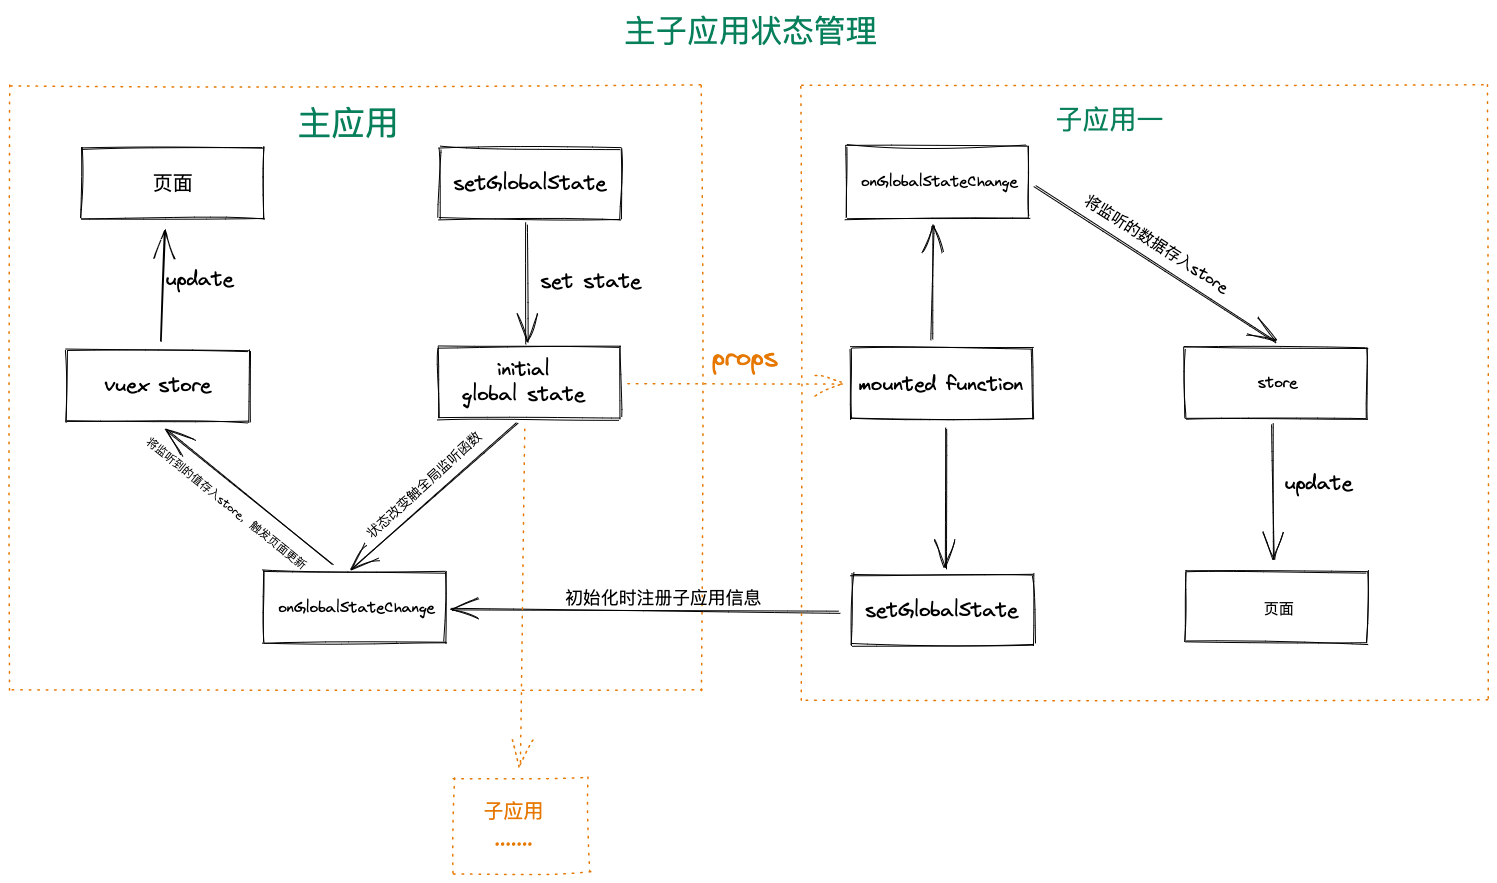 主子应用状态管理
主应用
页面
setGlobalState
update
set state
vuex store
initial
global state
将监听到的值存入store，触发页面更新
状态改变触全局监听函数
onGlobalStateChange
props
子应用一
onGlobalStateChange
将监听的数据存入store
mounted function
store
update
初始化时注册子应用信息
setGlobalState
页面
子应用
.......